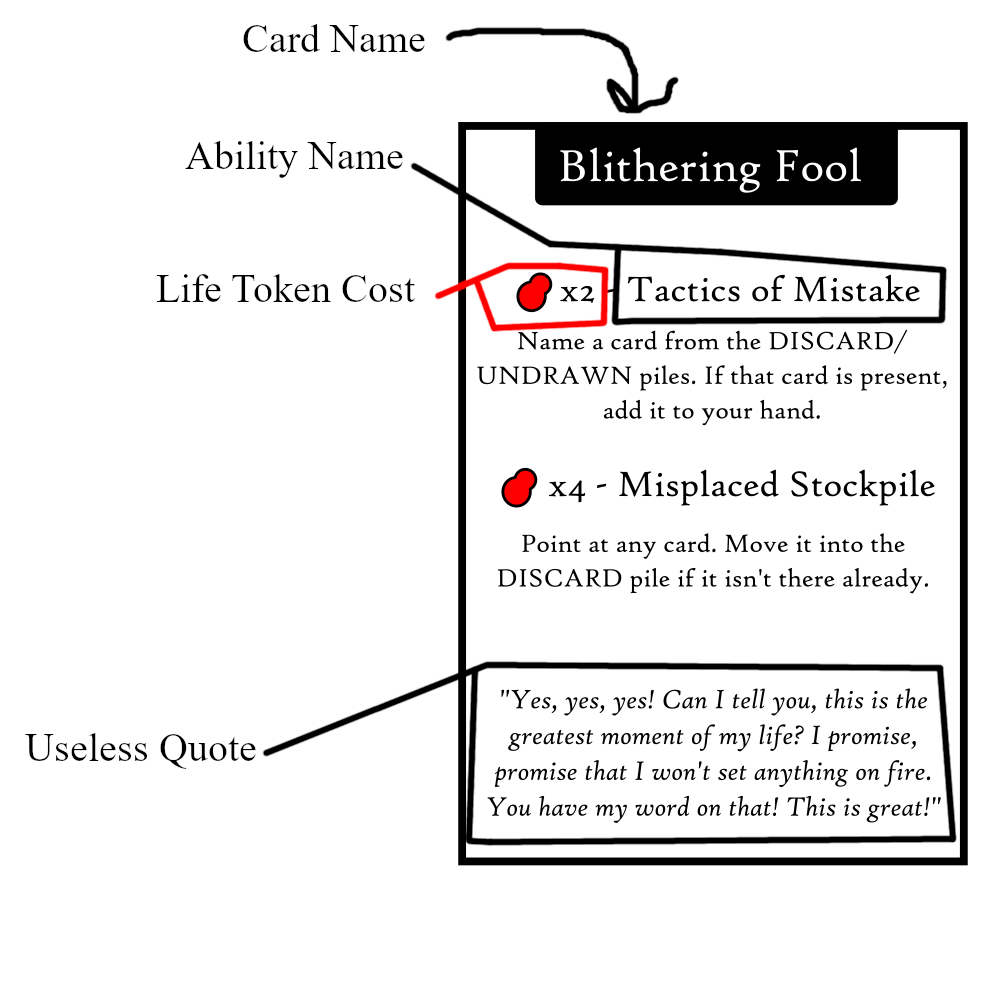 Card Name
Ability Name
Life Token Cost
Useless Quote
Blithering Fool
x2 - Tactics of Mistake
Name a card from the DISCARD/
UNDRAWN piles. If that card is present,
add it to your hand.
x4 - Misplaced Stockpile
Point at any card. Move it into the
DISCARD pile if it isn't there already.
"Yes, yes, yes! Can I tell you, this is the
greatest moment of my life? I promise,
promise that I won't set anything on fire.
You have my word on that! This is great!"